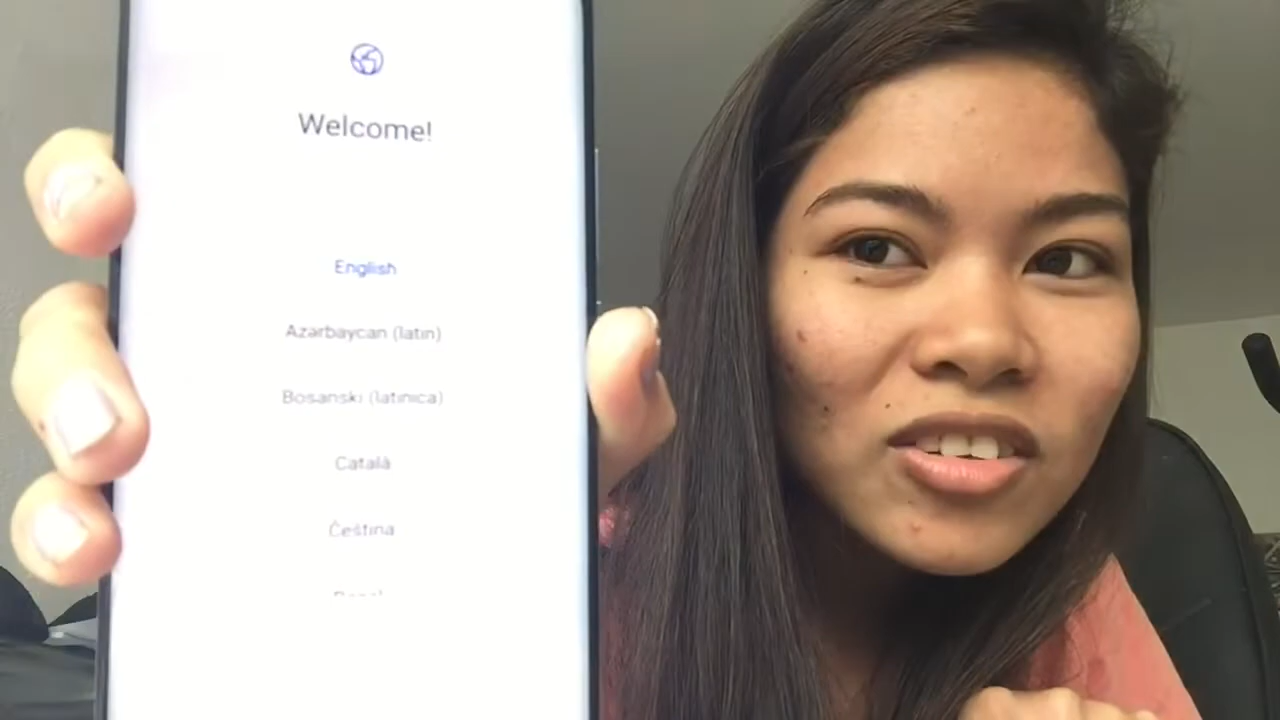 Welcome!
English
Azərbaycan (latın)
Bosanski (latinica)
Català
Čeština